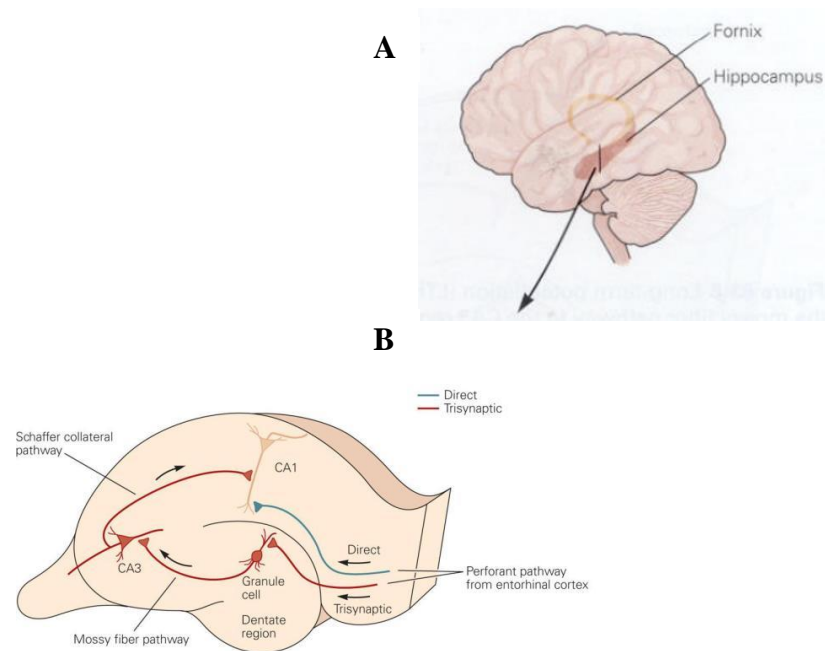 A
Fornix
Hippocampus
B
Direct
Trisynaptic
Schaffer collateral
pathway
CA1
Direct
CA3
Granule
cell
Perforant pathway
from entorhinal cortex
Trisynaptic
Dentate
region
Mossy fiber pathway